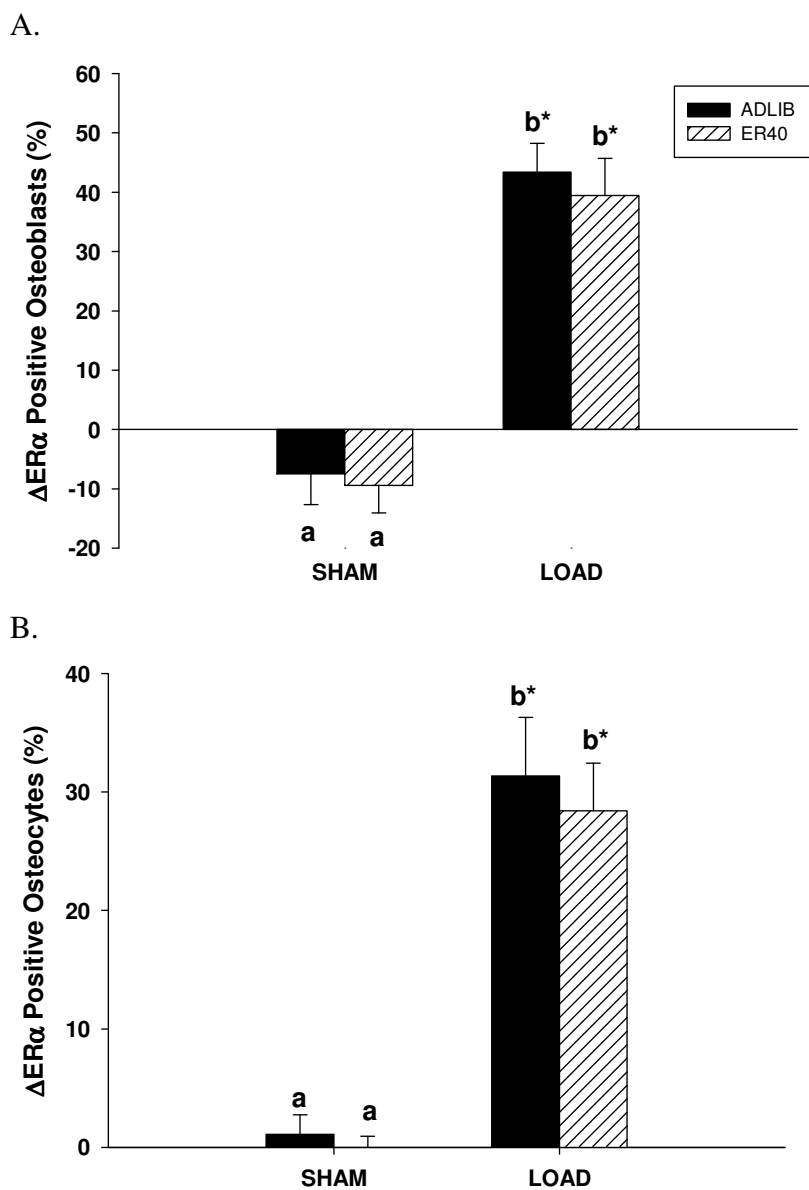 A.
60
50
40
30
20
10
0
-10
-20
ΔERα Positive Osteoblasts (%)
b*
b*
a
a
SHAM
LOAD
ADLIB
ER40
B.
40
30
20
10
0
ΔERα Positive Osteocytes (%)
b*
b*
a
a
SHAM
LOAD